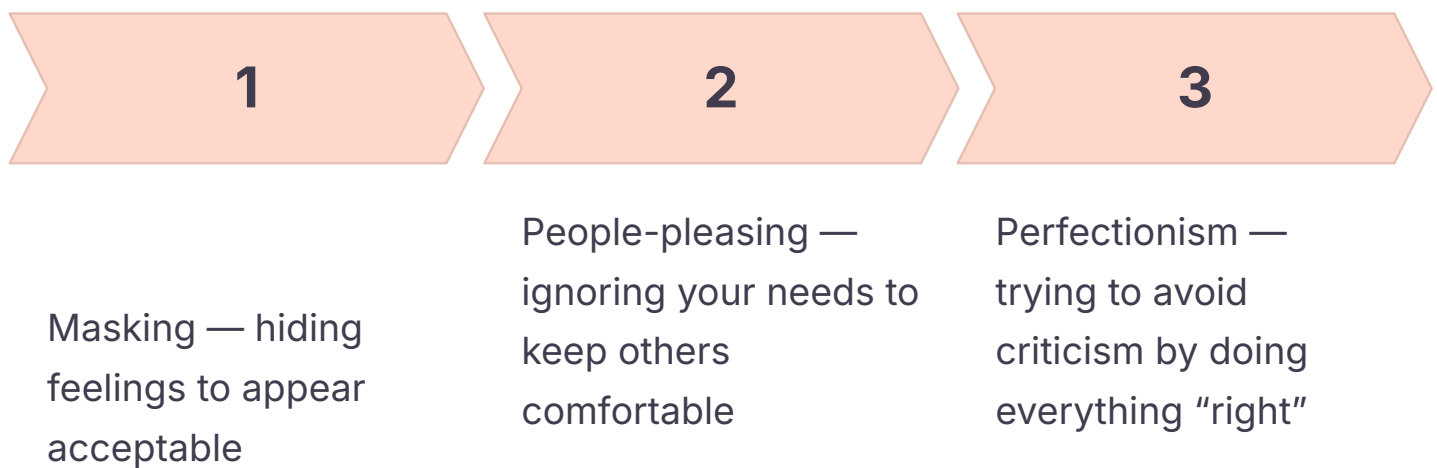 1
2
3
Masking — hiding
feelings to appear
acceptable
People-pleasing —
ignoring your needs to
keep others
comfortable
Perfectionism —
trying to avoid
criticism by doing
everything “right”